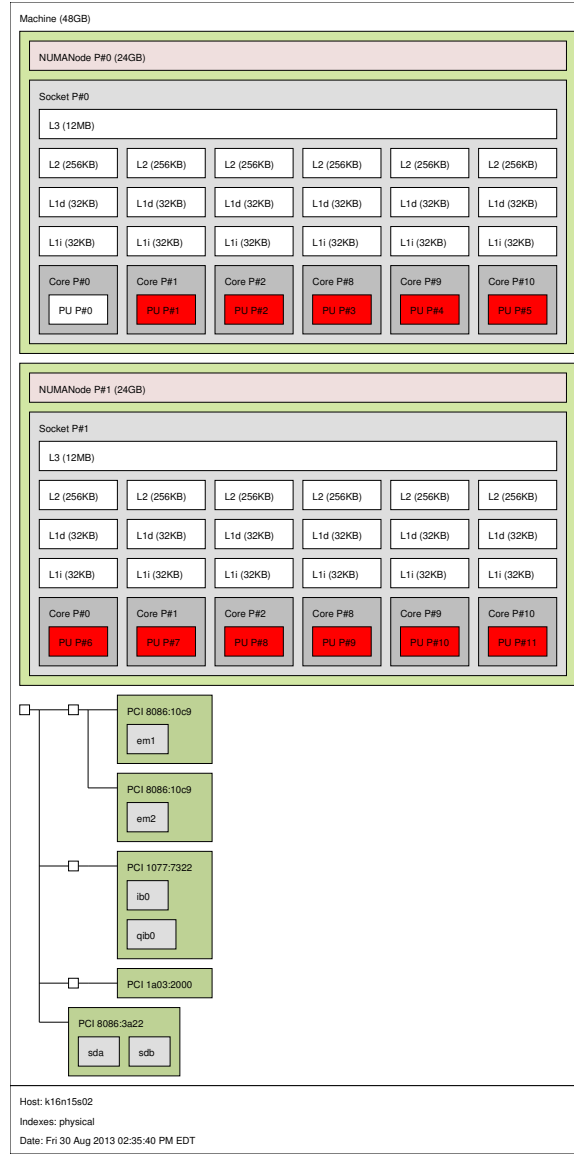 Machine (48GB)
NUMANode P#0 (24GB)
Socket P#0
L3 (12MB)
L2 (256KB) L2 (256KB) L2 (256KB) L2 (256KB) L2 (256KB) L2 (256KB)
L1d (32KB) L1d (32KB) L1d (32KB) L1d (32KB) L1d (32KB) L1d (32KB)
L1i (32KB) L1i (32KB) L1i (32KB) L1i (32KB) L1i (32KB) L1i (32KB)
Core P#0 Core P#1 Core P#2 Core P#8 Core P#9 Core P#10
PU P#0 PU P#1 PU P#2 PU P#3 PU P#4 PU P#5
NUMANode P#1 (24GB)
Socket P#1
L3 (12MB)
L2 (256KB) L2 (256KB) L2 (256KB) L2 (256KB) L2 (256KB) L2 (256KB)
L1d (32KB) L1d (32KB) L1d (32KB) L1d (32KB) L1d (32KB) L1d (32KB)
L1i (32KB) L1i (32KB) L1i (32KB) L1i (32KB) L1i (32KB) L1i (32KB)
Core P#0 Core P#1 Core P#2 Core P#8 Core P#9 Core P#10
PU P#6 PU P#7 PU P#8 PU P#9 PU P#10 PU P#11
PCI 8086:10c9
em1
PCI 8086:10c9
em2
PCI 1077:7322
ib0
qib0
PCI 1a03:2000
PCI 8086:3a22
sda sdb
Host: k16n15s02
Indexes: physical
Date: Fri 30 Aug 2013 02:35:40 PM EDT